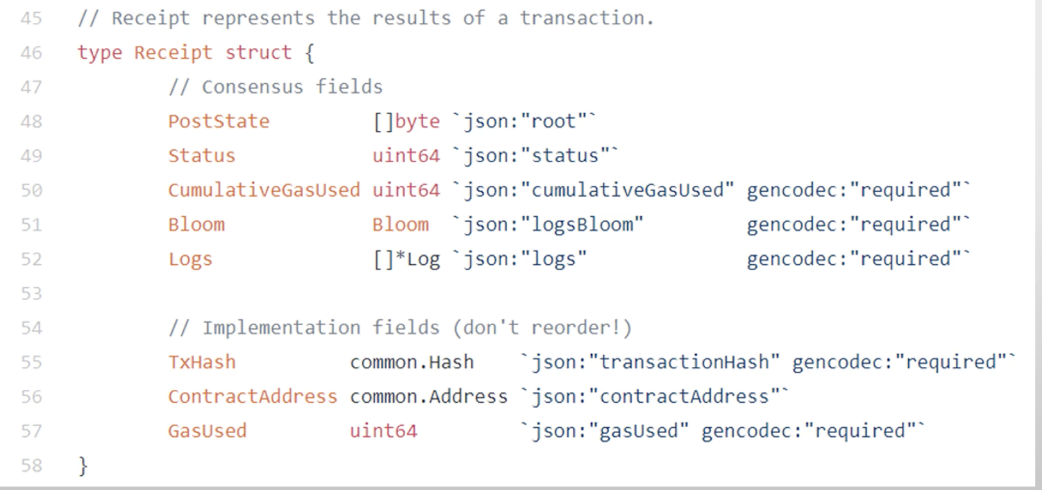 45 // Receipt represents the results of a transaction.
46 type Receipt struct {
47 // Consensus fields
48 PostState []byte `json:"root"`
49 Status uint64 `json:"status"`
50 CumulativeGasUsed uint64 `json:"cumulativeGasUsed" gencodec:"required"`
51 Bloom Bloom `json:"logsBloom" gencodec:"required"`
52 Logs []*Log `json:"logs" gencodec:"required"`
53
54 // Implementation fields (don't reorder!)
55 TxHash common.Hash `json:"transactionHash" gencodec:"required"`
56 ContractAddress common.Address `json:"contractAddress"`
57 GasUsed uint64 `json:"gasUsed" gencodec:"required"`
58 }